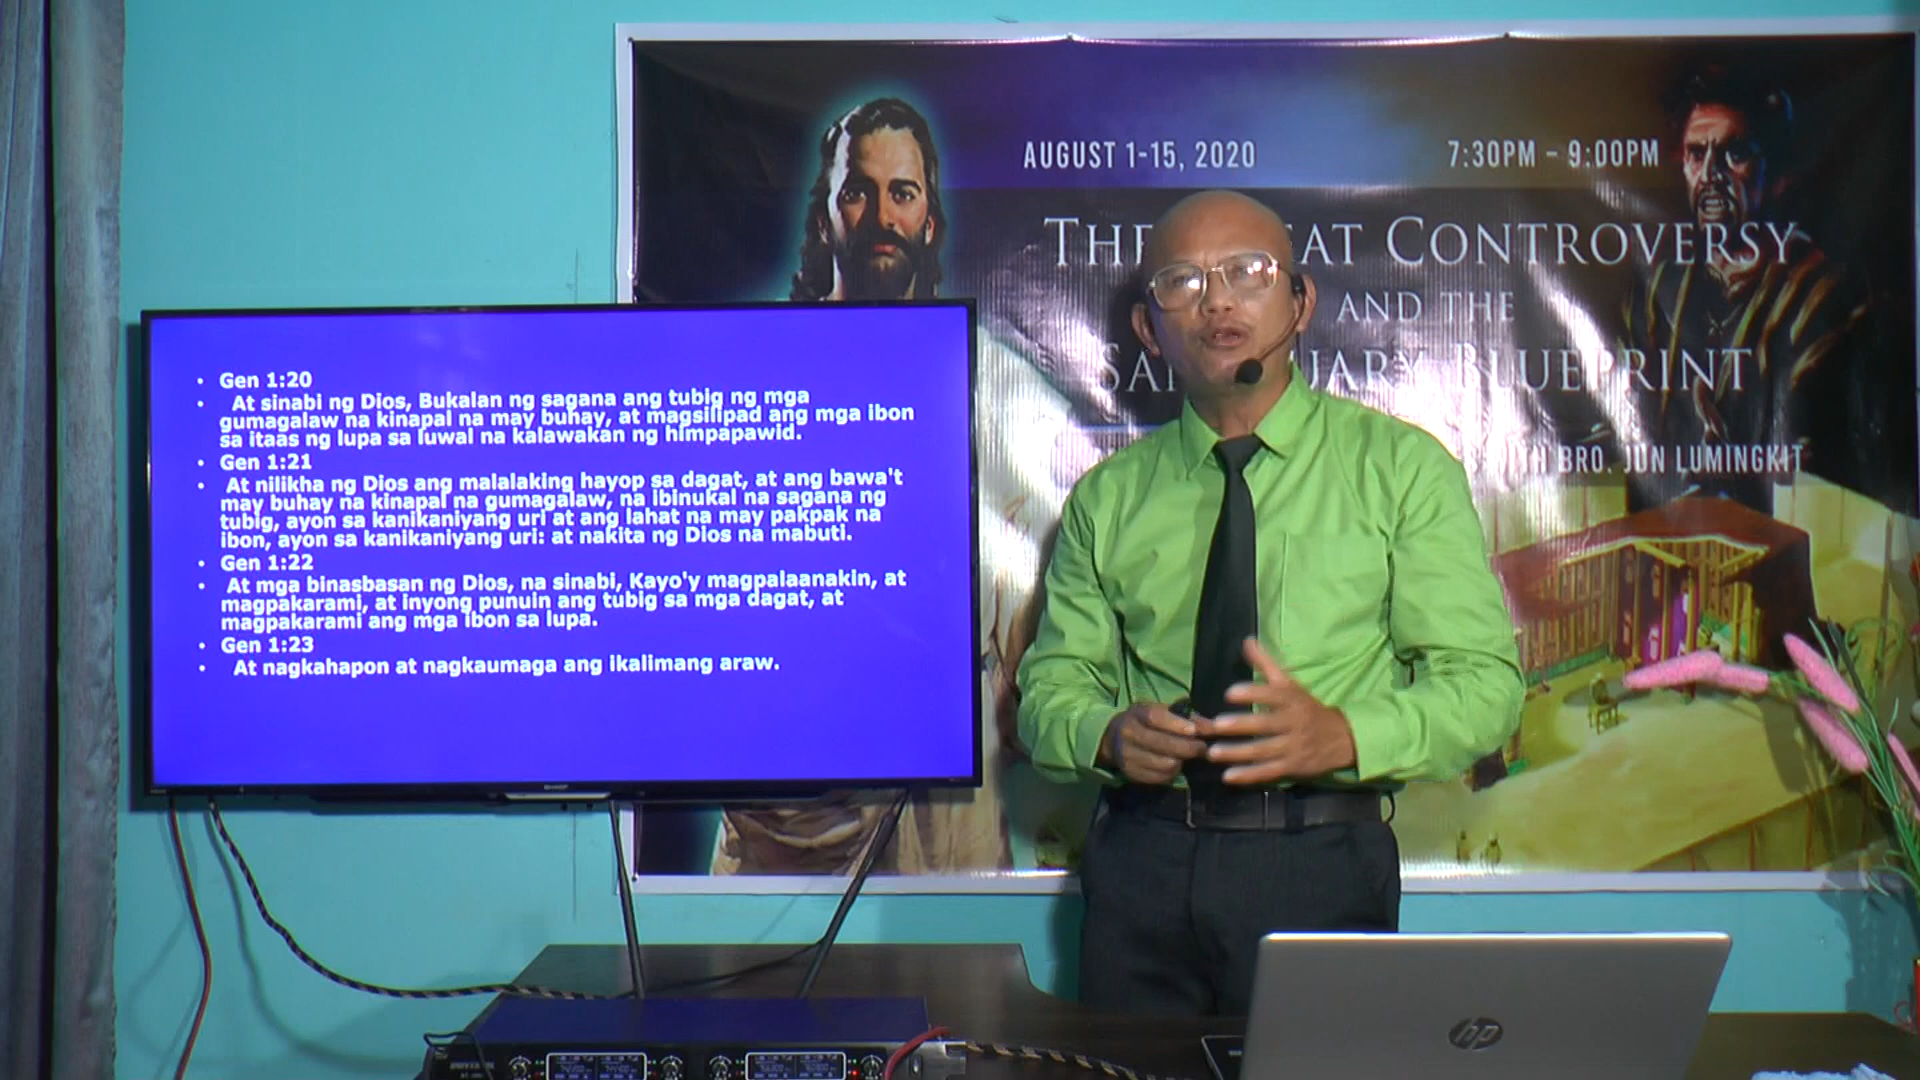 AUGUST 1-15, 2020
7:30PM - 9:00PM
THE EAT CONTROVERSY
AND THE
SAN UARY BLUEPRINT
WITH BRO. JUN LUMINGKIT
• Gen 1:20
• At sinabi ng Dios, Bukalan ng sagana ang tubig ng mga
gumagalaw na kinapal na may buhay, at magsilipad ang mga ibon
sa itaas ng lupa sa luwal na kalawakan ng himpapawid.
• Gen 1:21
• At nilikha ng Dios ang malalaking hayop sa dagat, at ang bawa't
may buhay na kinapal na gumagalaw, na ibinukal na sagana ng
tubig, ayon sa kanikaniyang uri at ang lahat na may pakpak na
ibon, ayon sa kanikaniyang uri: at nakita ng Dios na mabuti.
• Gen 1:22
• At mga binasbasan ng Dios, na sinabi, Kayo'y magpalaanakin, at
magpakarami, at inyong punuin ang tubig sa mga dagat, at
magpakarami ang mga ibon sa lupa.
• Gen 1:23
• At nagkahapon at nagkaumaga ang ikalimang araw.
SHARP
hp